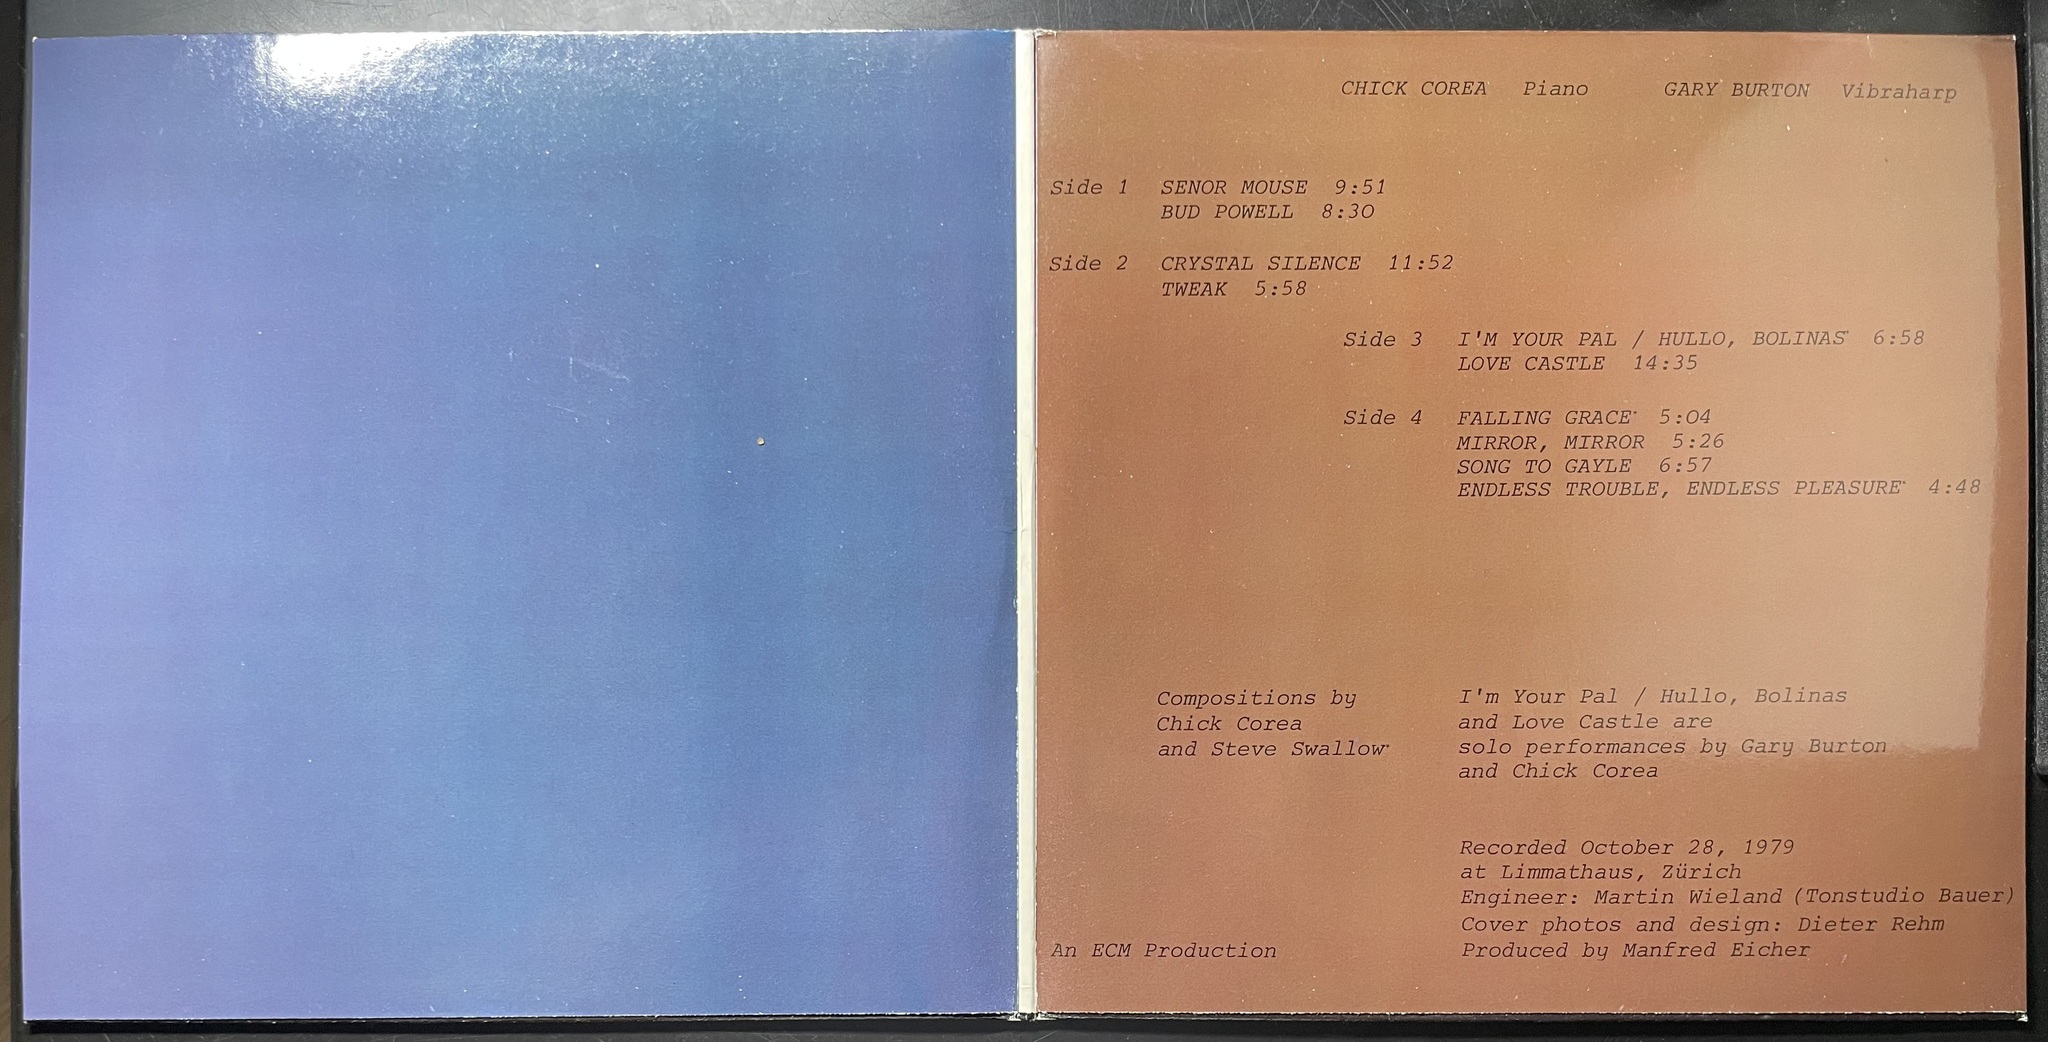 CHICK COREA Piano GARY BURTON Vibraharp
Side 1 SENOR MOUSE 9:51
BUD POWELL 8:30
Side 2 CRYSTAL SILENCE 11:52
TWEAK 5:58
Side 3 I'M YOUR PAL / HULLO, BOLINAS* 6:58
LOVE CASTLE 14:35
Side 4 FALLING GRACE* 5:04
MIRROR, MIRROR 5:26
SONG TO GAYLE 6:57
ENDLESS TROUBLE, ENDLESS PLEASURE* 4:48
Compositions by
Chick Corea
and Steve Swallow*
I'm Your Pal / Hullo, Bolinas
and Love Castle are
solo performances by Gary Burton
and Chick Corea
Recorded October 28, 1979
at Limmathaus, Zürich
Engineer: Martin Wieland (Tonstudio Bauer)
Cover photos and design: Dieter Rehm
Produced by Manfred Eicher
An ECM Production